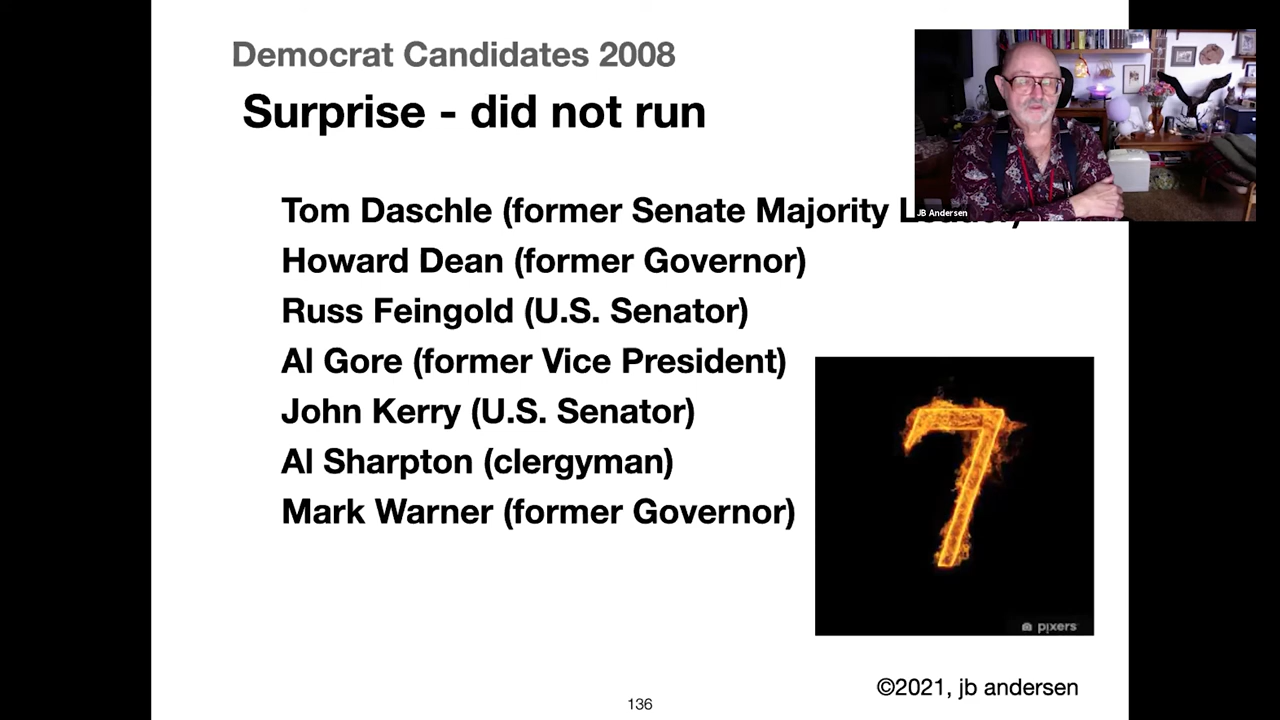 Democrat Candidates 2008
Surprise - did not run
Tom Daschle (former Senate Majority
Howard Dean (former Governor)
Russ Feingold (U.S. Senator)
Al Gore (former Vice President)
John Kerry (U.S. Senator)
Al Sharpton (clergyman)
Mark Warner (former Governor)
JB Andersen
7
pixers
©2021, jb andersen
136